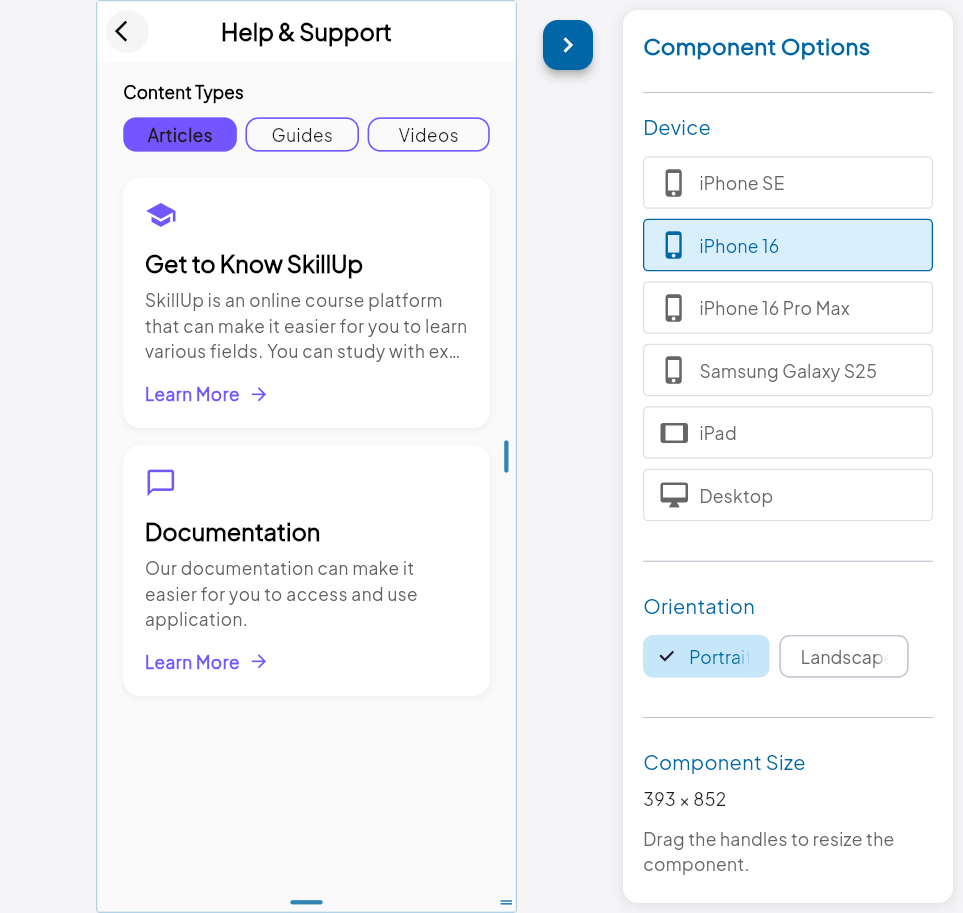 Help & Support
Content Types
Articles
Guides
Videos
Get to Know SkillUp
SkillUp is an online course platform
that can make it easier for you to learn
various fields. You can study with ex...
Learn More
Documentation
Our documentation can make it
easier for you to access and use
application.
Learn More
Component Options
Device
iPhone SE
iPhone 16
iPhone 16 Pro Max
Samsung Galaxy S25
iPad
Desktop
Orientation
Portrai
Landscap
Component Size
393 × 852
Drag the handles to resize the
component.